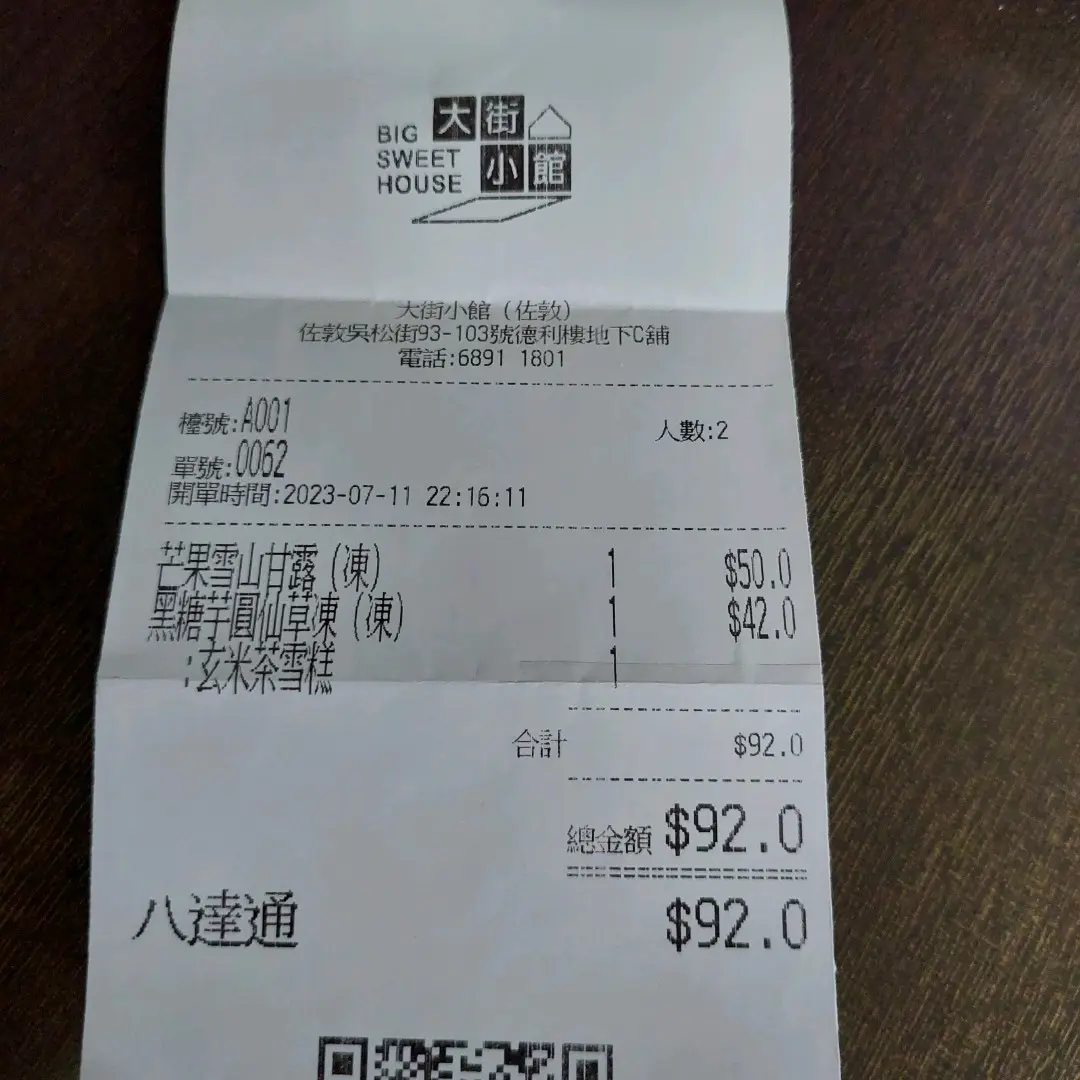 BIG 大街
SWEET 小館
HOUSE
大街小館(佐敦)
佐敦吳松街93-103號德利樓地下C舖
電話:6891 1801
檯號:A001 人數:2
單號:0062
開單時間:2023-07-11 22:16:11
芒果雪山甘露(凍) 1 $50.0
黑糖芋圓仙草凍(凍) 1 $42.0
:玄米茶雪糕 1
合計 $92.0
總金額 $92.0
八達通 $92.0